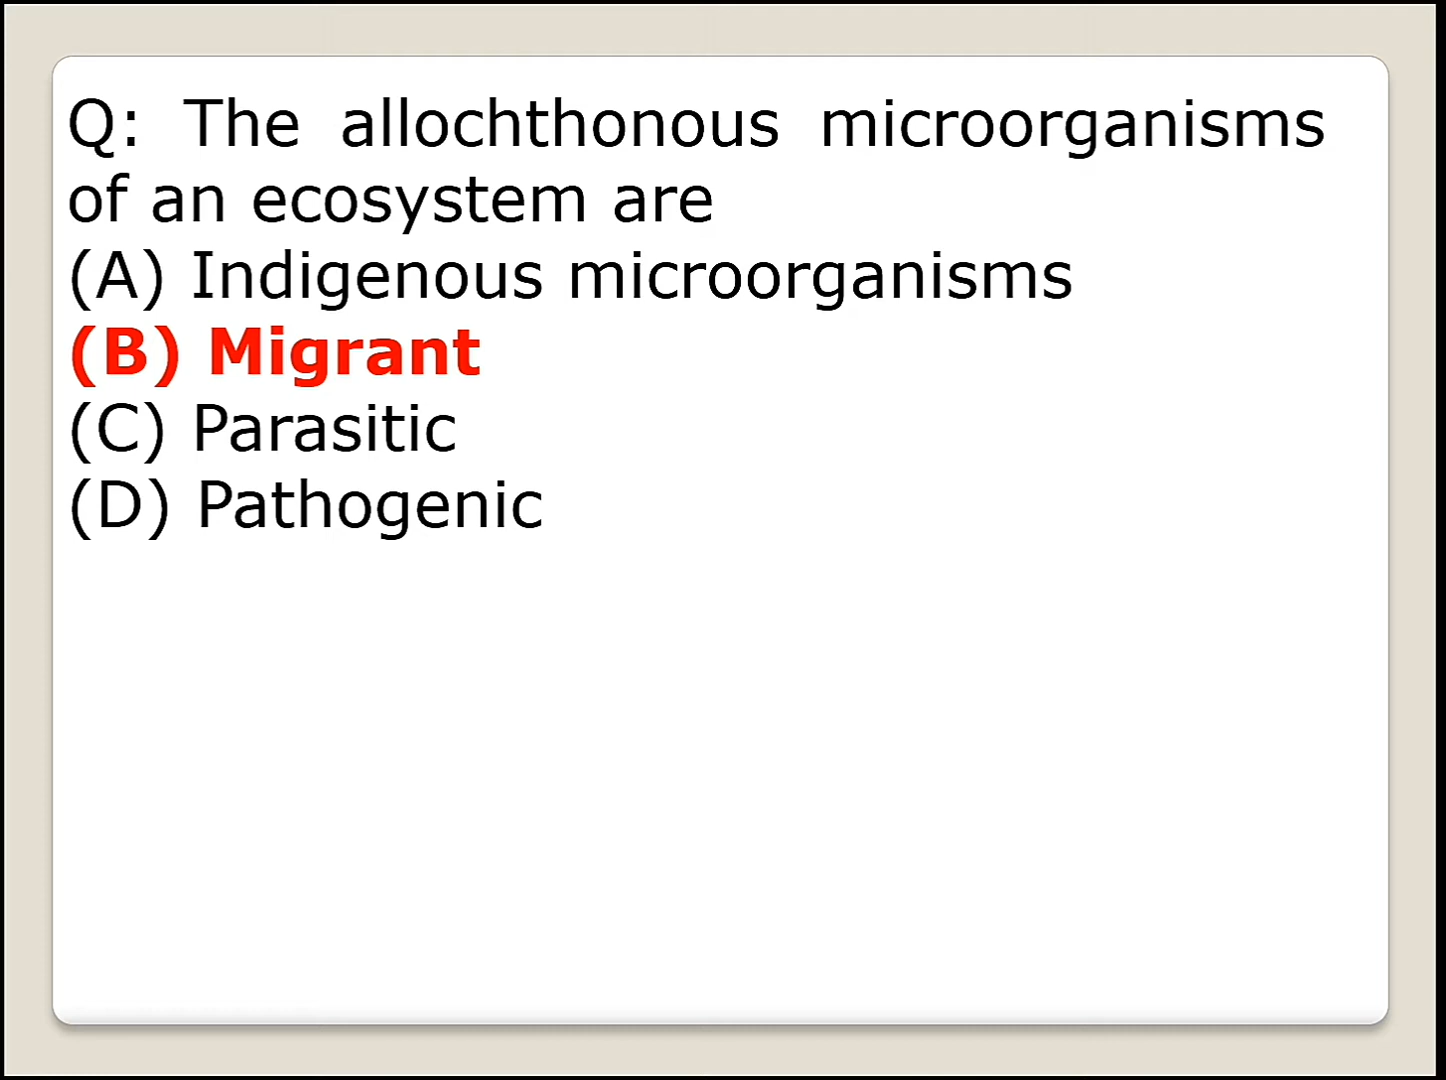 Q: The allochthonous microorganisms
of an ecosystem are
(A) Indigenous microorganisms
(B) Migrant
(C) Parasitic
(D) Pathogenic